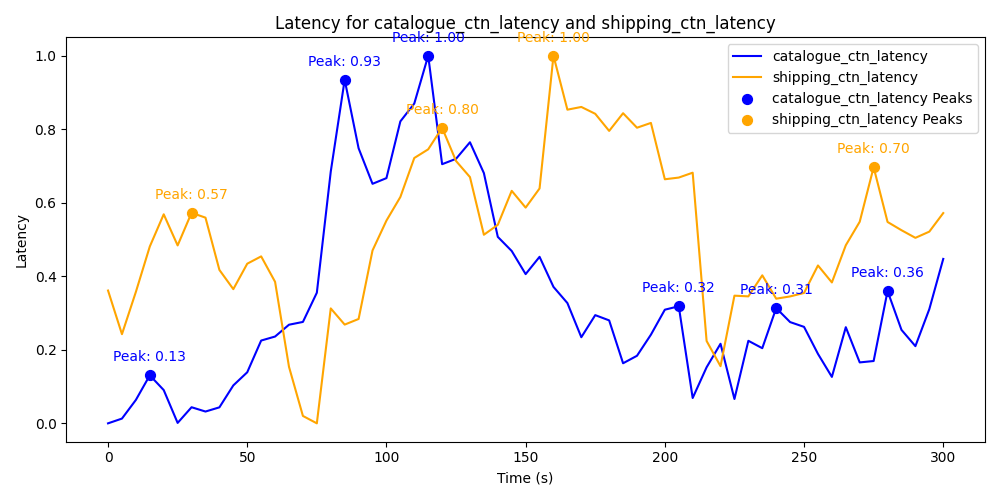 Latency for catalogue_ctn_latency and shipping_ctn_latency
Peak: 1.00
Peak: 1.00
Peak: 0.93
Peak: 0.80
Peak: 0.70
Peak: 0.57
Peak: 0.36
Peak: 0.32
Peak: 0.31
Peak: 0.13
catalogue_ctn_latency
shipping_ctn_latency
catalogue_ctn_latency Peaks
shipping_ctn_latency Peaks
Latency
1.0
0.8
0.6
0.4
0.2
0.0
0 50 100 150 200 250 300
Time (s)